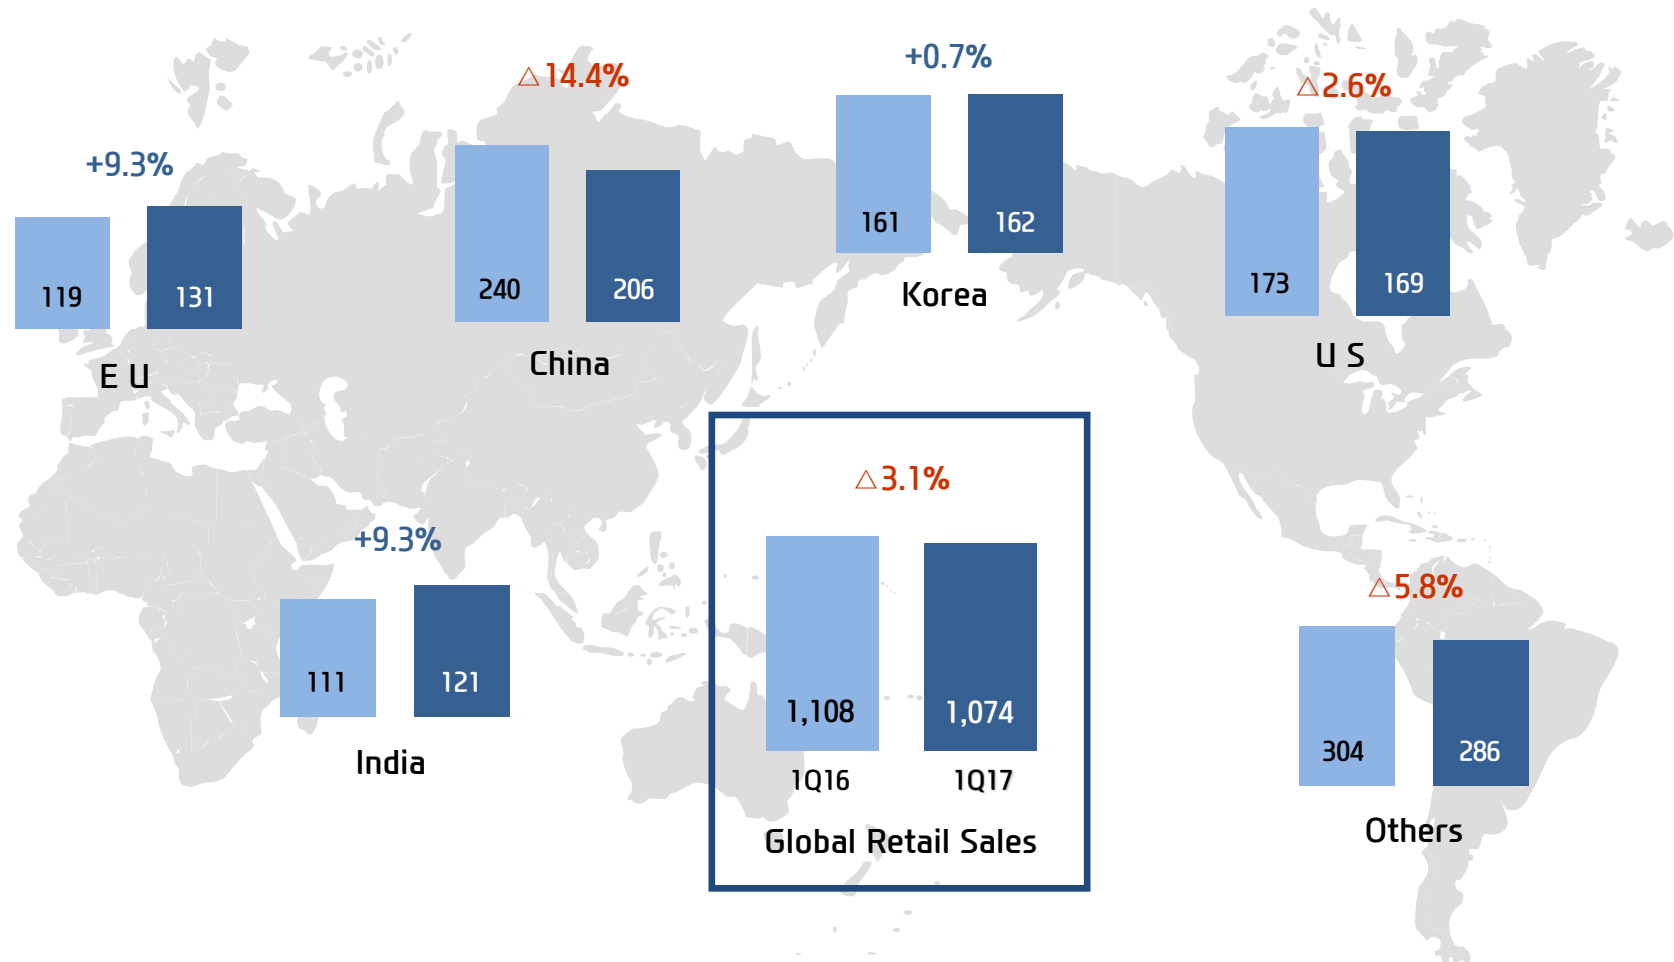 +9.3%
119
131
E U
△14.4%
240
206
China
+0.7%
161
162
Korea
△2.6%
173
169
U S
+9.3%
111
121
India
△3.1%
1,108
1,074
1Q16
1Q17
Global Retail Sales
△5.8%
304
286
Others